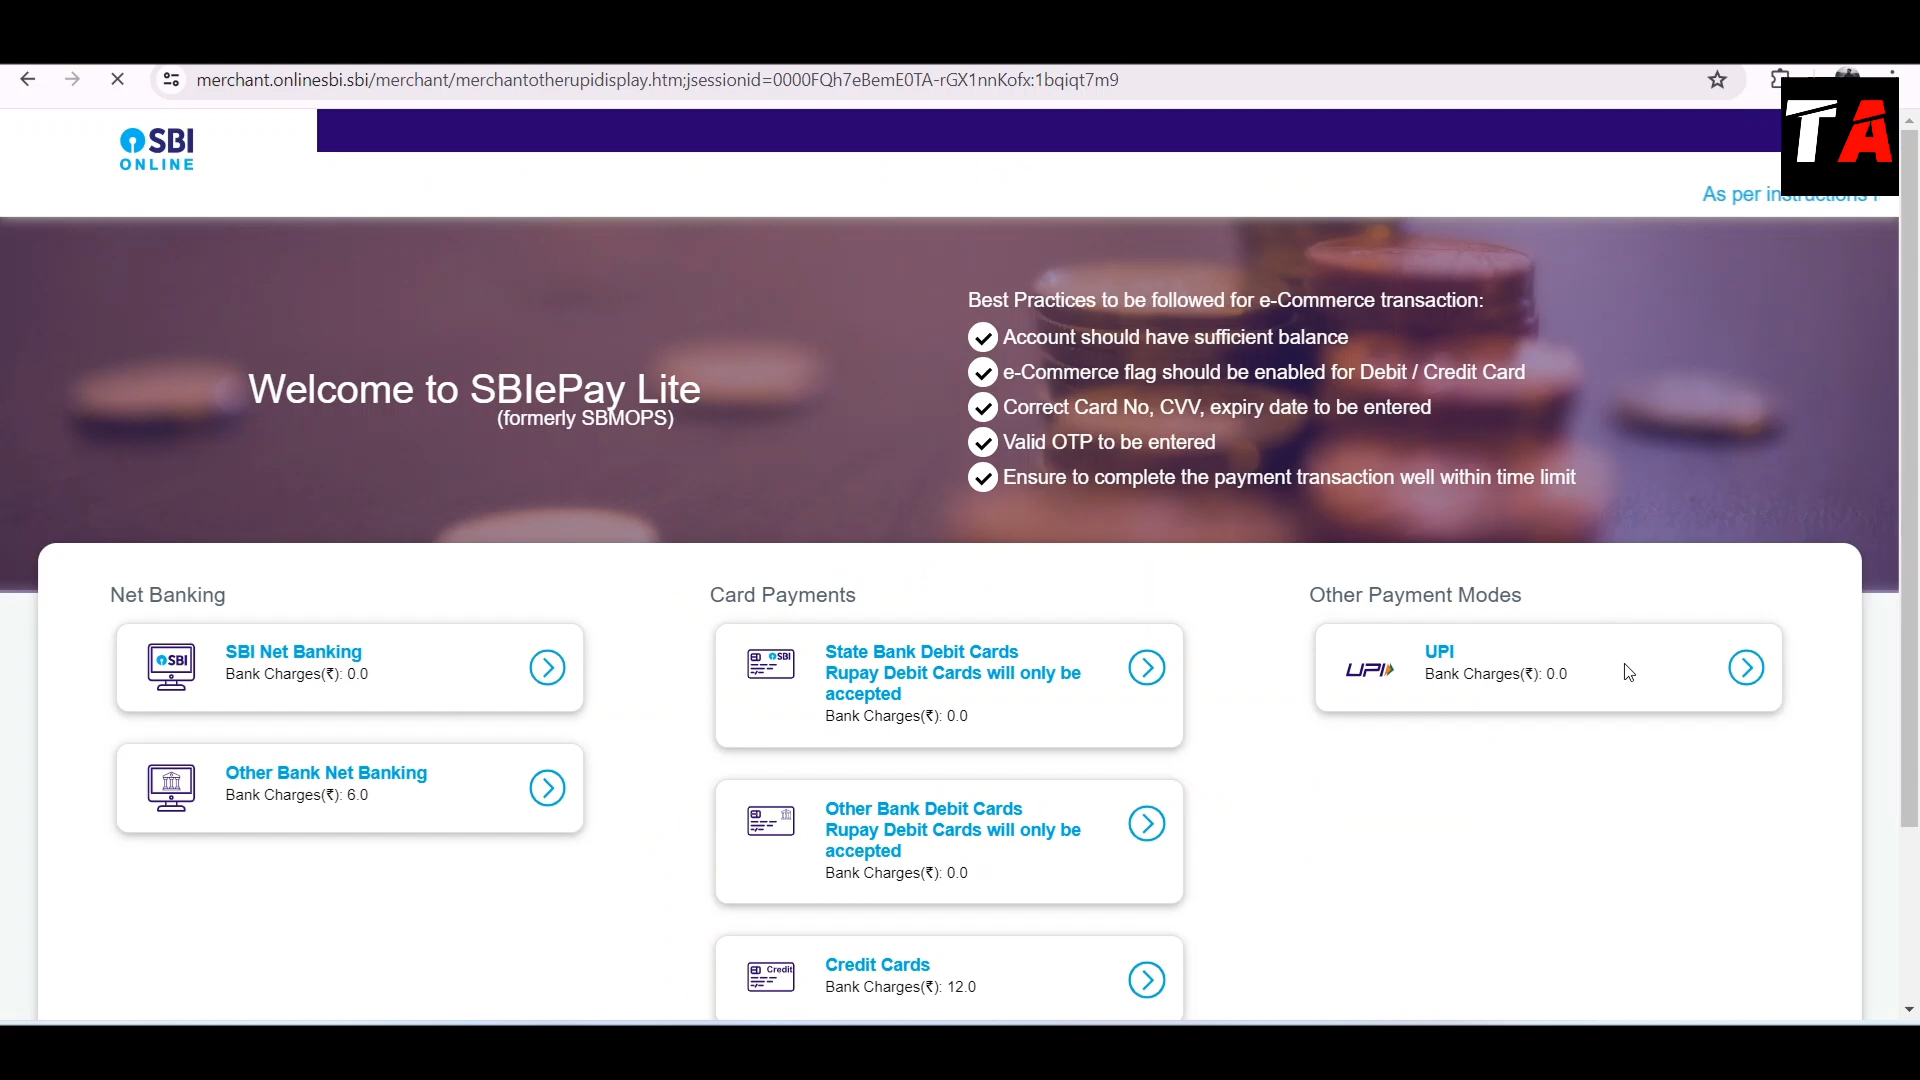 merchant.onlinesbi.sbi/merchant/merchantotherupidisplay.htm;jsessionid=0000FQh7eBemE0TA-rGX1nnKofx:1bqiqt7m9
TA
SBI
ONLINE
As per instructions
Best Practices to be followed for e-Commerce transaction:
Account should have sufficient balance
e-Commerce flag should be enabled for Debit / Credit Card
Welcome to SBIePay Lite
(formerly SBMOPS)
Correct Card No, CVV, expiry date to be entered
Valid OTP to be entered
Ensure to complete the payment transaction well within time limit
Net Banking
SBI
SBI Net Banking
Bank Charges(₹): 0.0
Other Bank Net Banking
Bank Charges(₹): 6.0
Card Payments
SBI
State Bank Debit Cards
Rupay Debit Cards will only be
accepted
Bank Charges(₹): 0.0
Other Bank Debit Cards
Rupay Debit Cards will only be
accepted
Bank Charges(₹): 0.0
Credit
Credit Cards
Bank Charges(₹): 12.0
Other Payment Modes
UPI
UPI
Bank Charges(₹): 0.0